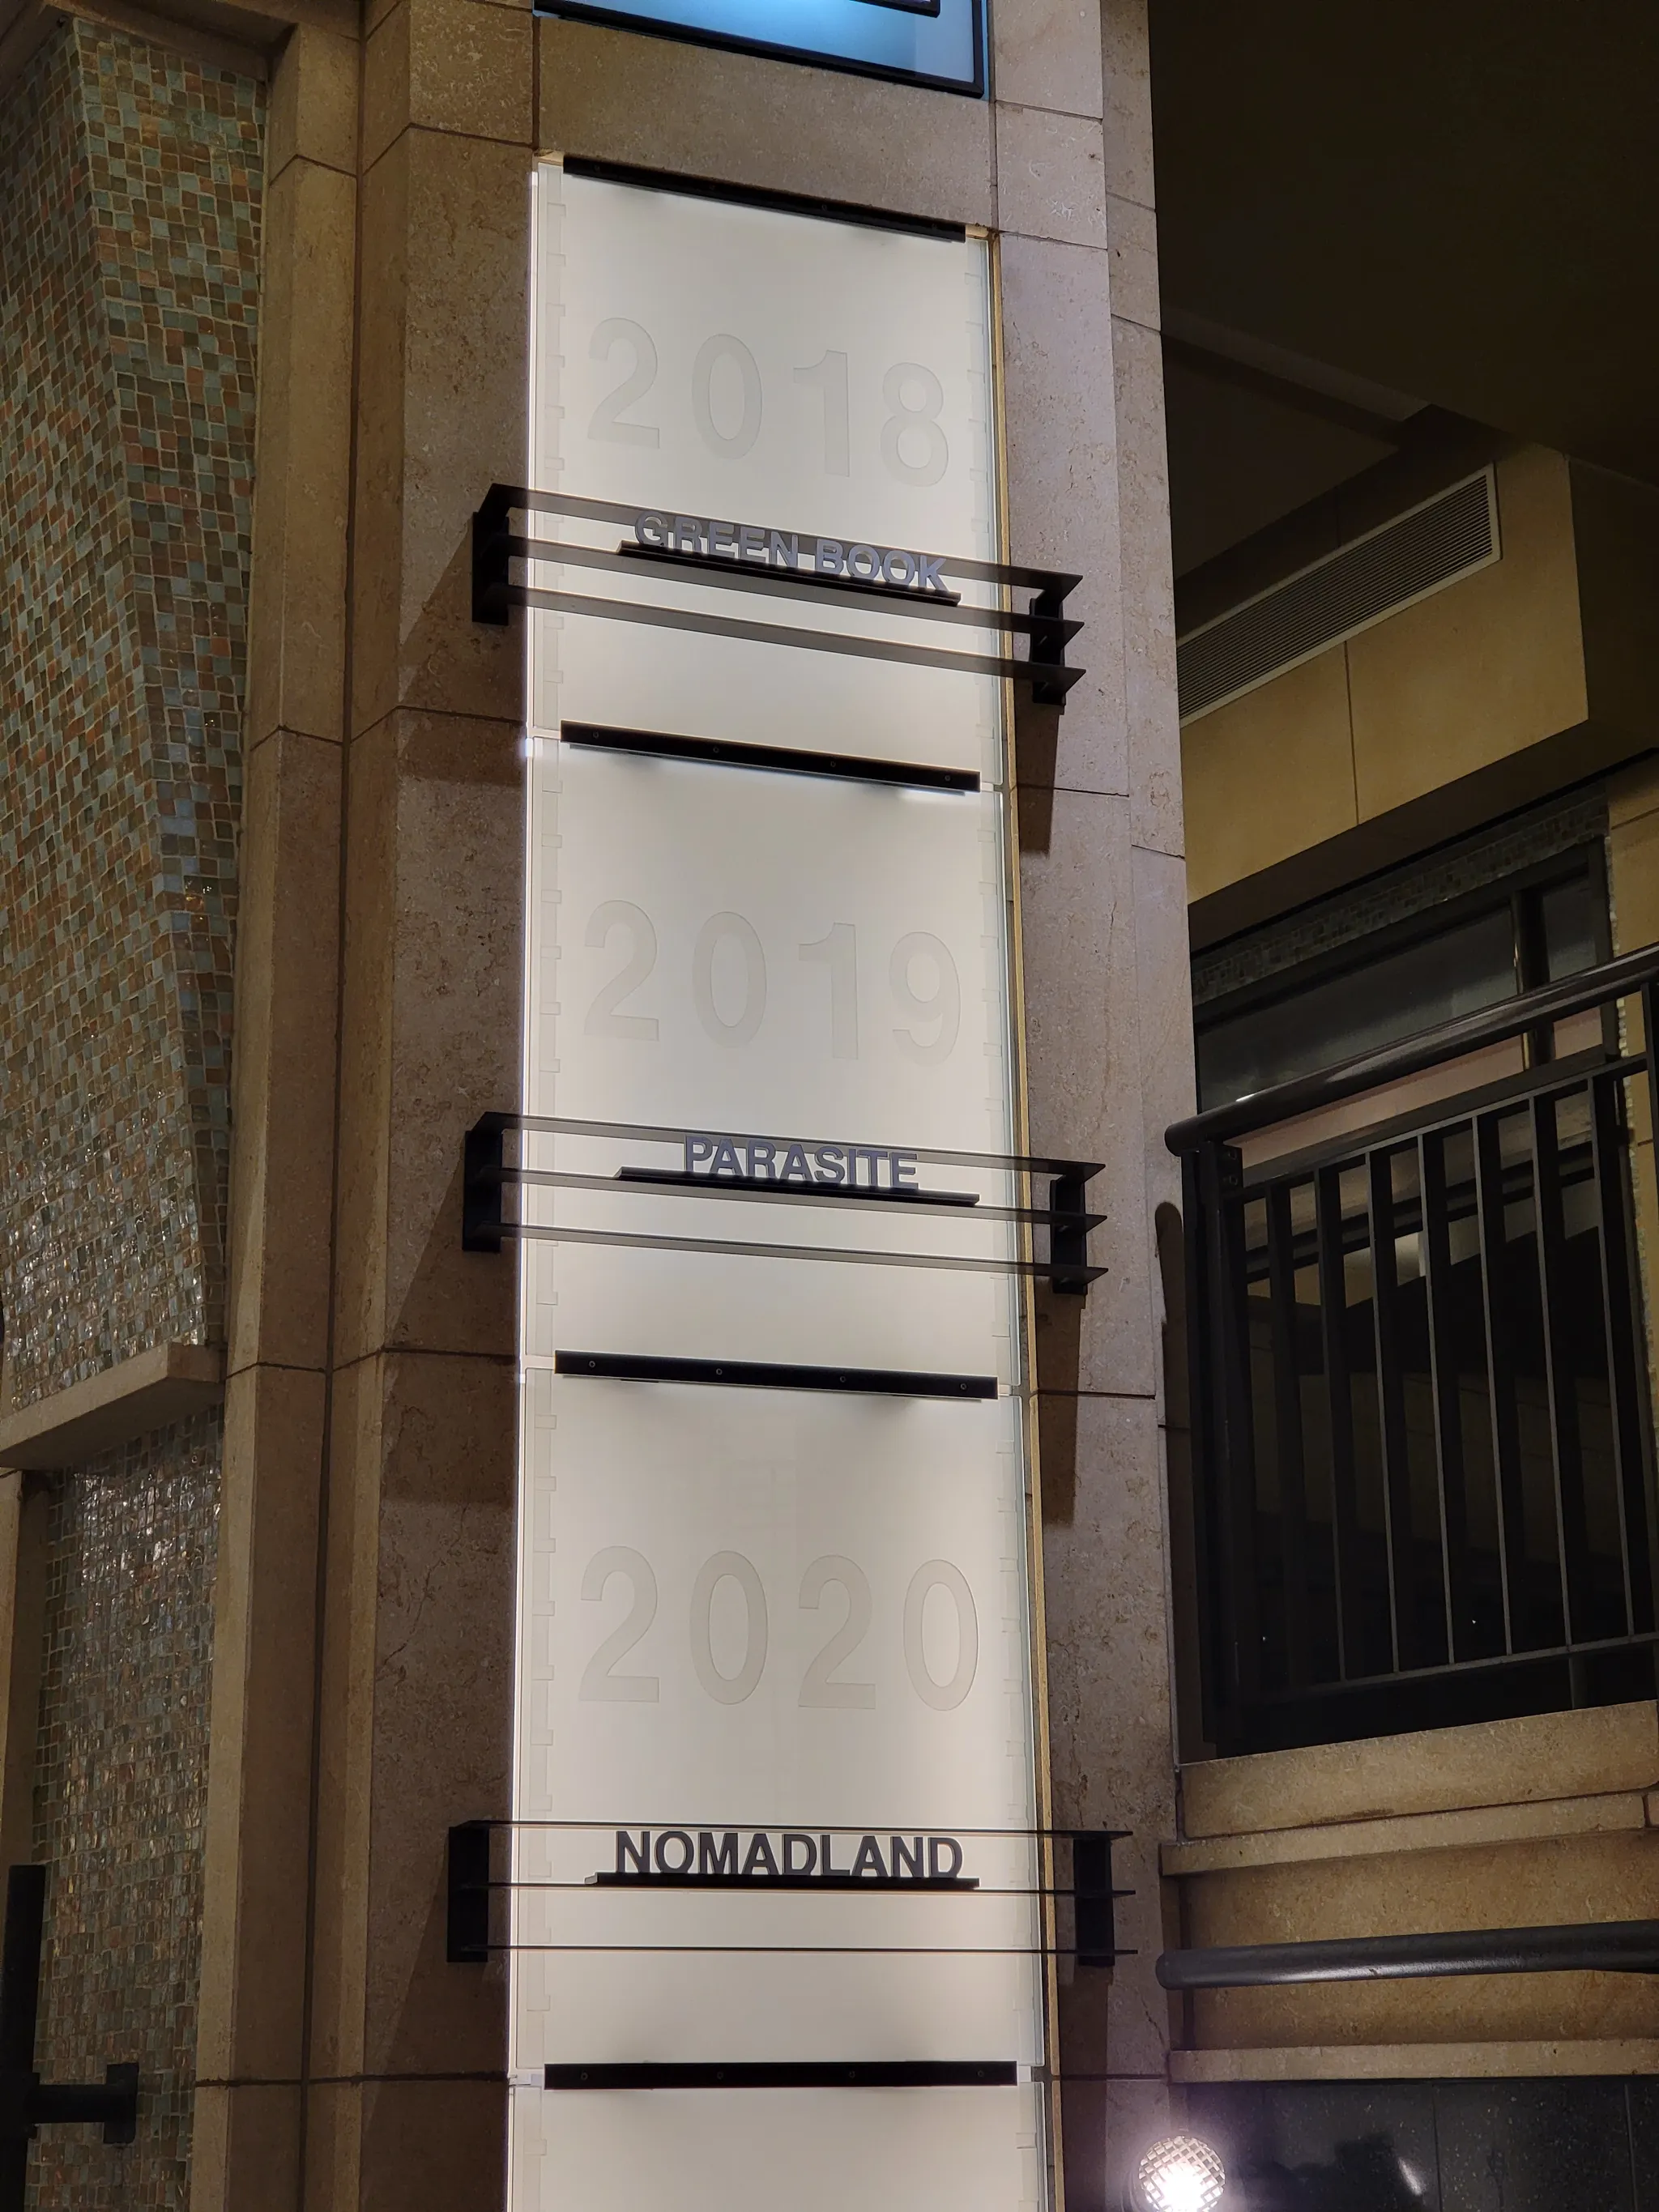 2018
GREEN BOOK
2019
PARASITE
2020
NOMADLAND